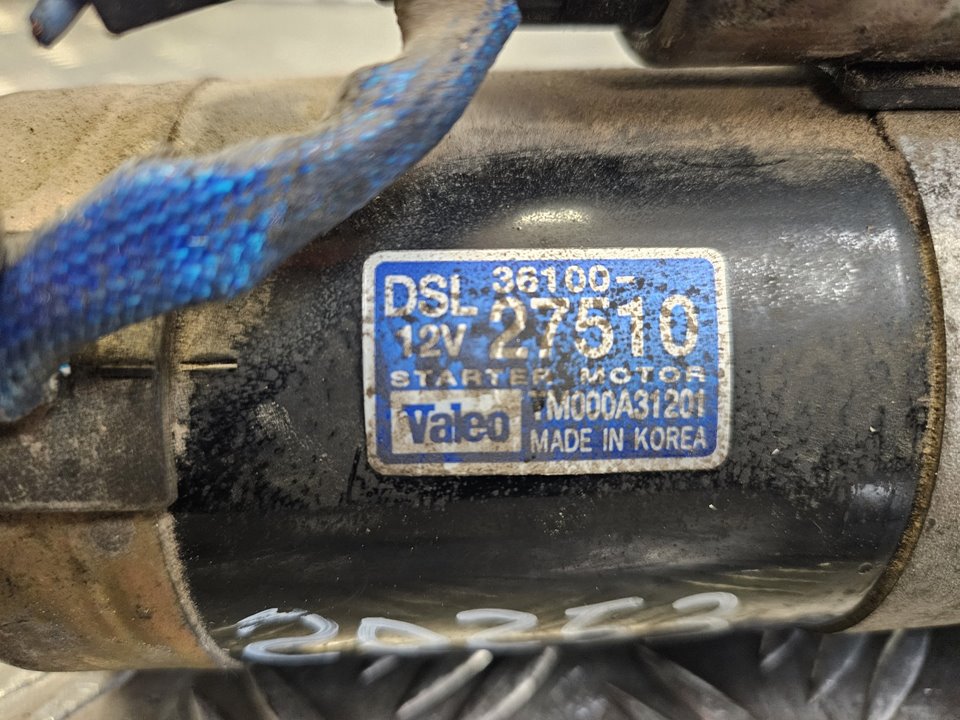 DSL 36100-
12V 27510
STARTER MOTOR
Valeo TM000A31201
MADE IN KOREA